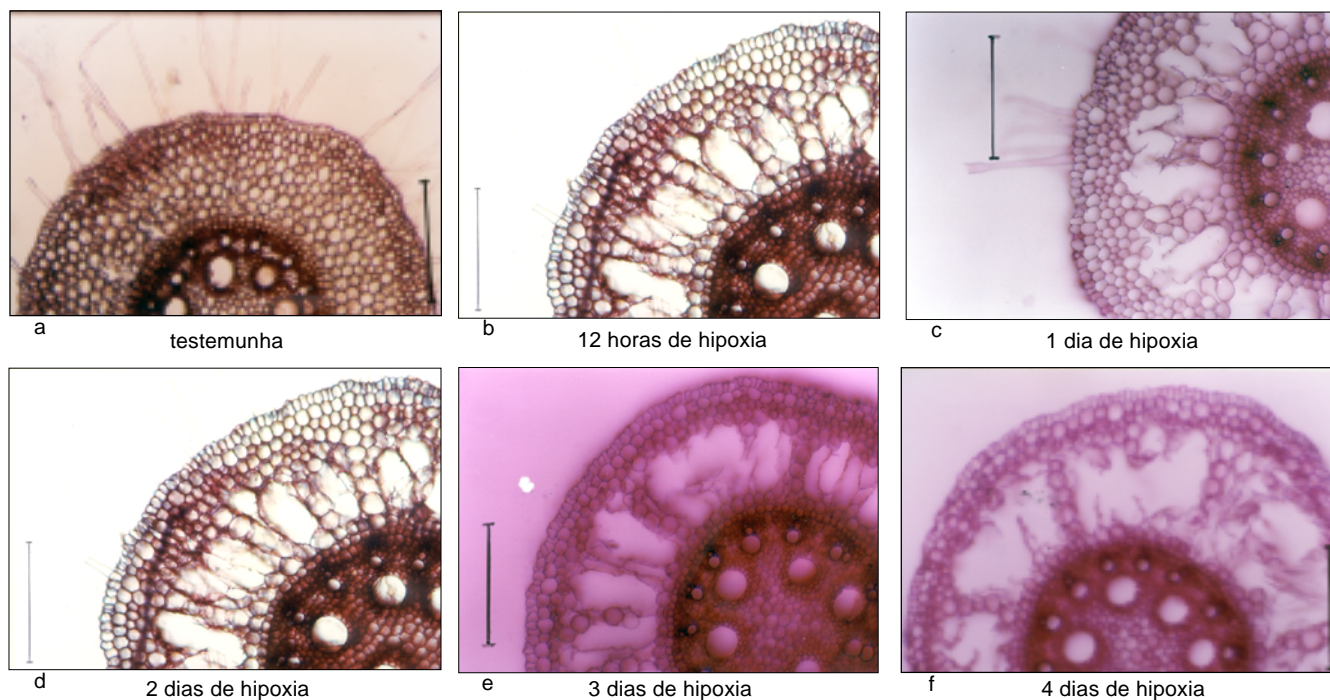 a
testemunha
b
12 horas de hipoxia
c
1 dia de hipoxia
d
2 dias de hipoxia
e
3 dias de hipoxia
f
4 dias de hipoxia